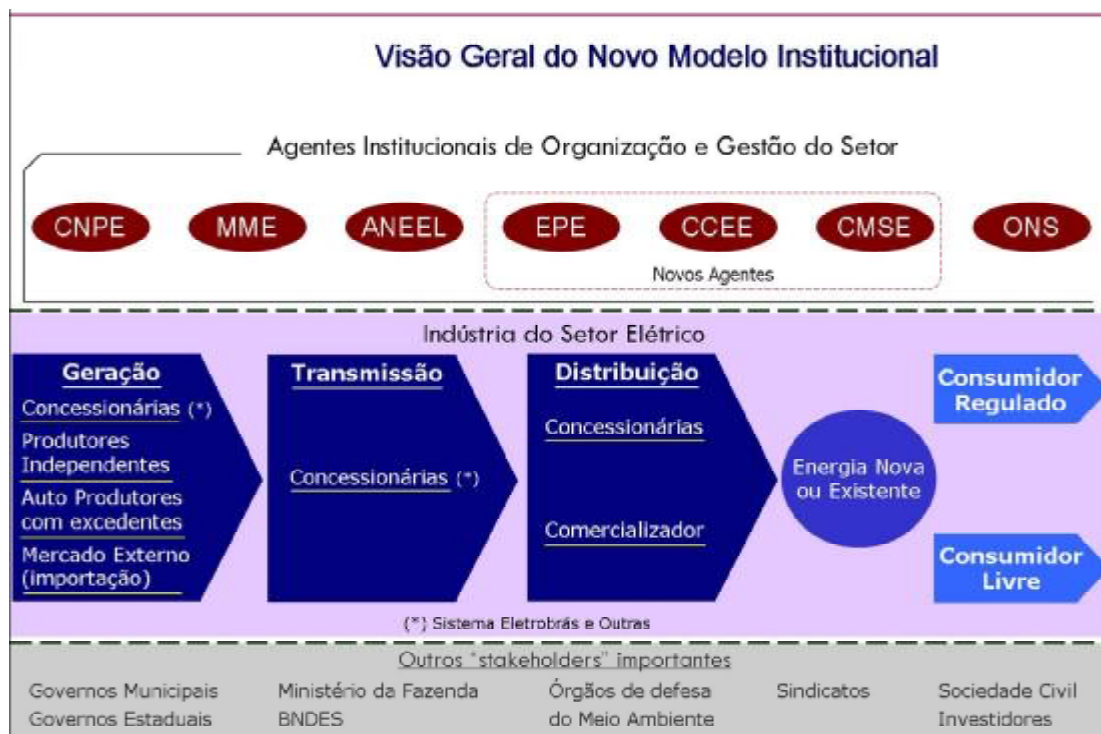 Visão Geral do Novo Modelo Institucional
Agentes Institucionais de Organização e Gestão do Setor
CNPE
MME
ANEEL
EPE
CCEE
CMSE
ONS
Novos Agentes
Indústria do Setor Elétrico
Geração
Concessionárias (*)
Produtores
Independentes
Auto Produtores
com excedentes
Mercado Externo
(importação)
Transmissão
Concessionárias (*)
Distribuição
Concessionárias
Comercializador
Energia Nova
ou Existente
Consumidor
Regulado
Consumidor
Livre
(*) Sistema Eletrobrás e Outras
Outros "stakeholders" importantes
Governos Municipais
Governos Estaduais
Ministério da Fazenda
BNDES
Órgãos de defesa
do Meio Ambiente
Sindicatos
Sociedade Civil
Investidores